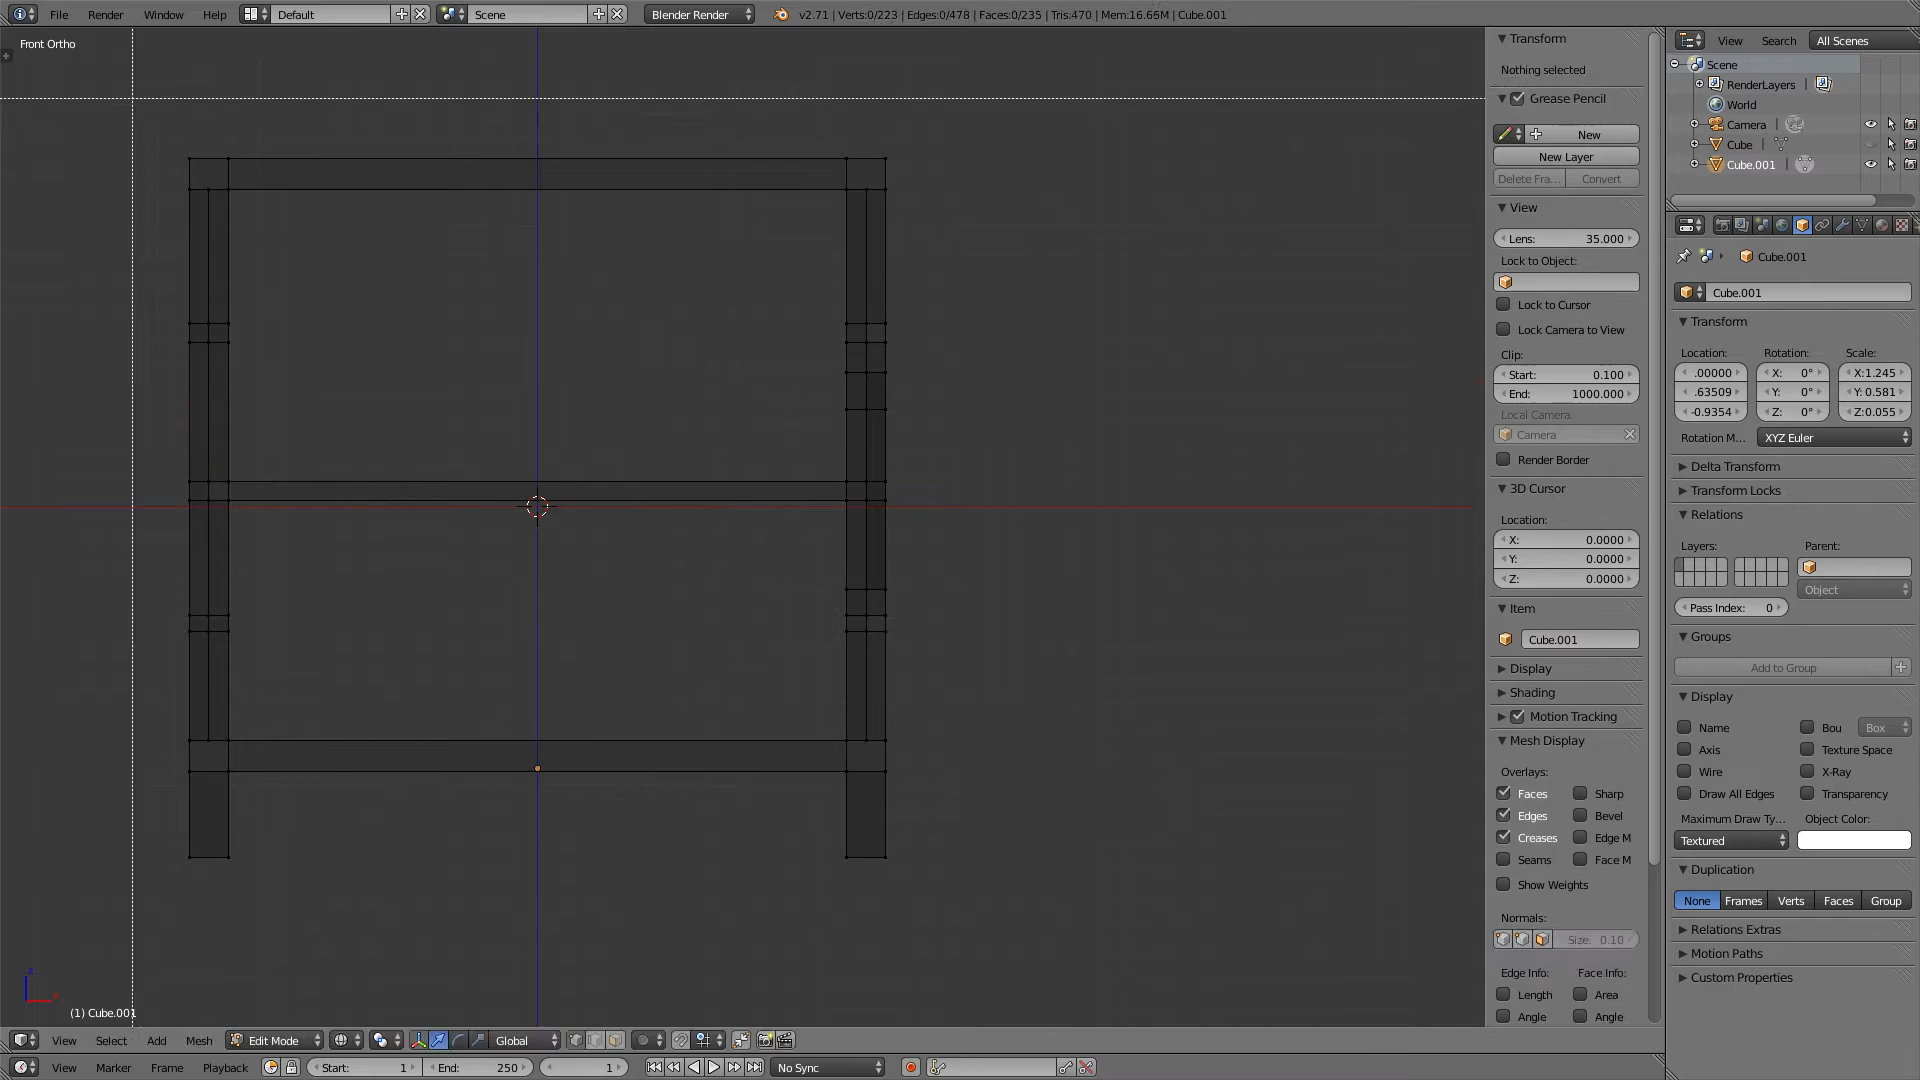 File Render Window Help Default Scene Blender Render v2.71 | Verts:0/223 | Edges:0/478 | Faces:0/235 | Tris:470 | Mem:16.65M | Cube.001
Front Ortho
(1) Cube.001
z
x
View Select Add Mesh Edit Mode Global
View Marker Frame Playback Start: 1 End: 250 1 No Sync
Transform
Nothing selected
Grease Pencil
New
New Layer
Delete Fra... Convert
View
Lens: 35.000
Lock to Object:
Lock to Cursor
Lock Camera to View
Clip:
Start: 0.100
End: 1000.000
Local Camera:
Camera
Render Border
3D Cursor
Location:
X: 0.0000
Y: 0.0000
Z: 0.0000
Item
Cube.001
Display
Shading
Motion Tracking
Mesh Display
Overlays:
Faces Sharp
Edges Bevel
Creases Edge M
Seams Face M
Show Weights
Normals:
Size: 0.10
Edge Info: Face Info:
Length Area
Angle Angle
View Search All Scenes
Scene
RenderLayers |
World
Camera |
Cube |
Cube.001 |
Cube.001
Cube.001
Transform
Location: Rotation: Scale:
.00000 X: 0° X:1.245
.63509 Y: 0° Y: 0.581
-0.9354 Z: 0° Z:0.055
Rotation M... XYZ Euler
Delta Transform
Transform Locks
Relations
Layers: Parent:
Object
Pass Index: 0
Groups
Add to Group
Display
Name Bou Box
Axis Texture Space
Wire X-Ray
Draw All Edges Transparency
Maximum Draw Ty... Object Color:
Textured
Duplication
None Frames Verts Faces Group
Relations Extras
Motion Paths
Custom Properties